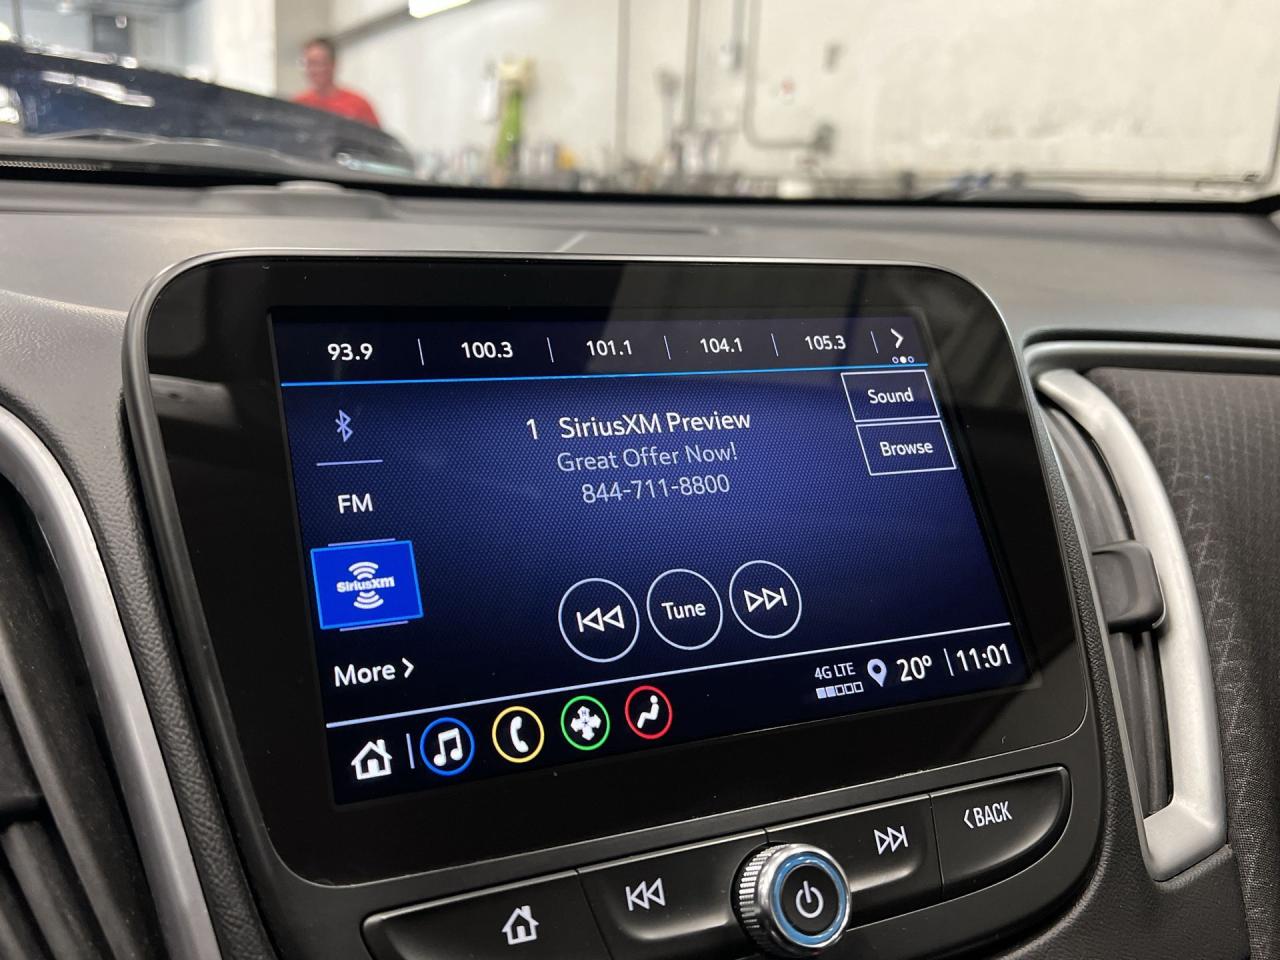 93.9 | 100.3 | 101.1 | 104.1 | 105.3
Sound
1 SiriusXM Preview
Great Offer Now!
Browse
844-711-8800
FM
SiriusXM
Tune
More >
4G LTE
20° | 11:01
< BACK